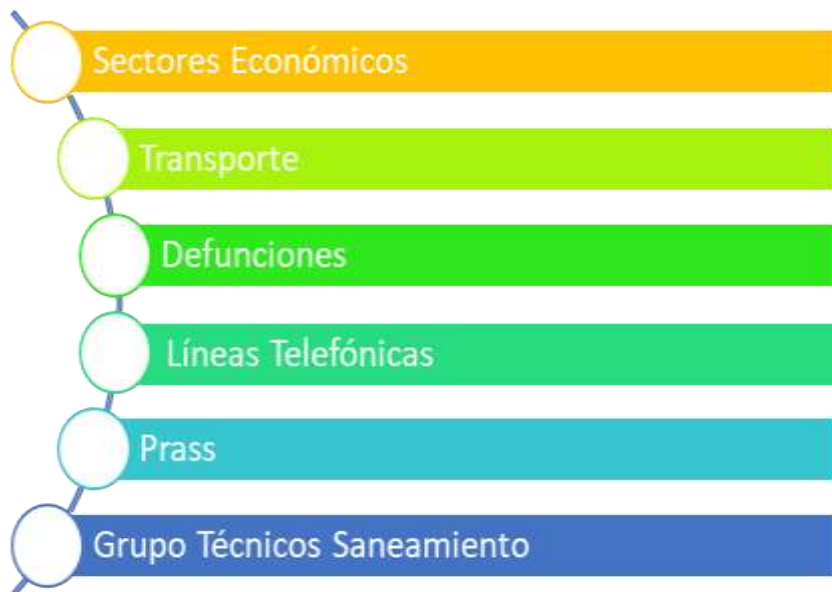 Sectores Económicos
Transporte
Defunciones
Líneas Telefónicas
Prass
Grupo Técnicos Saneamiento